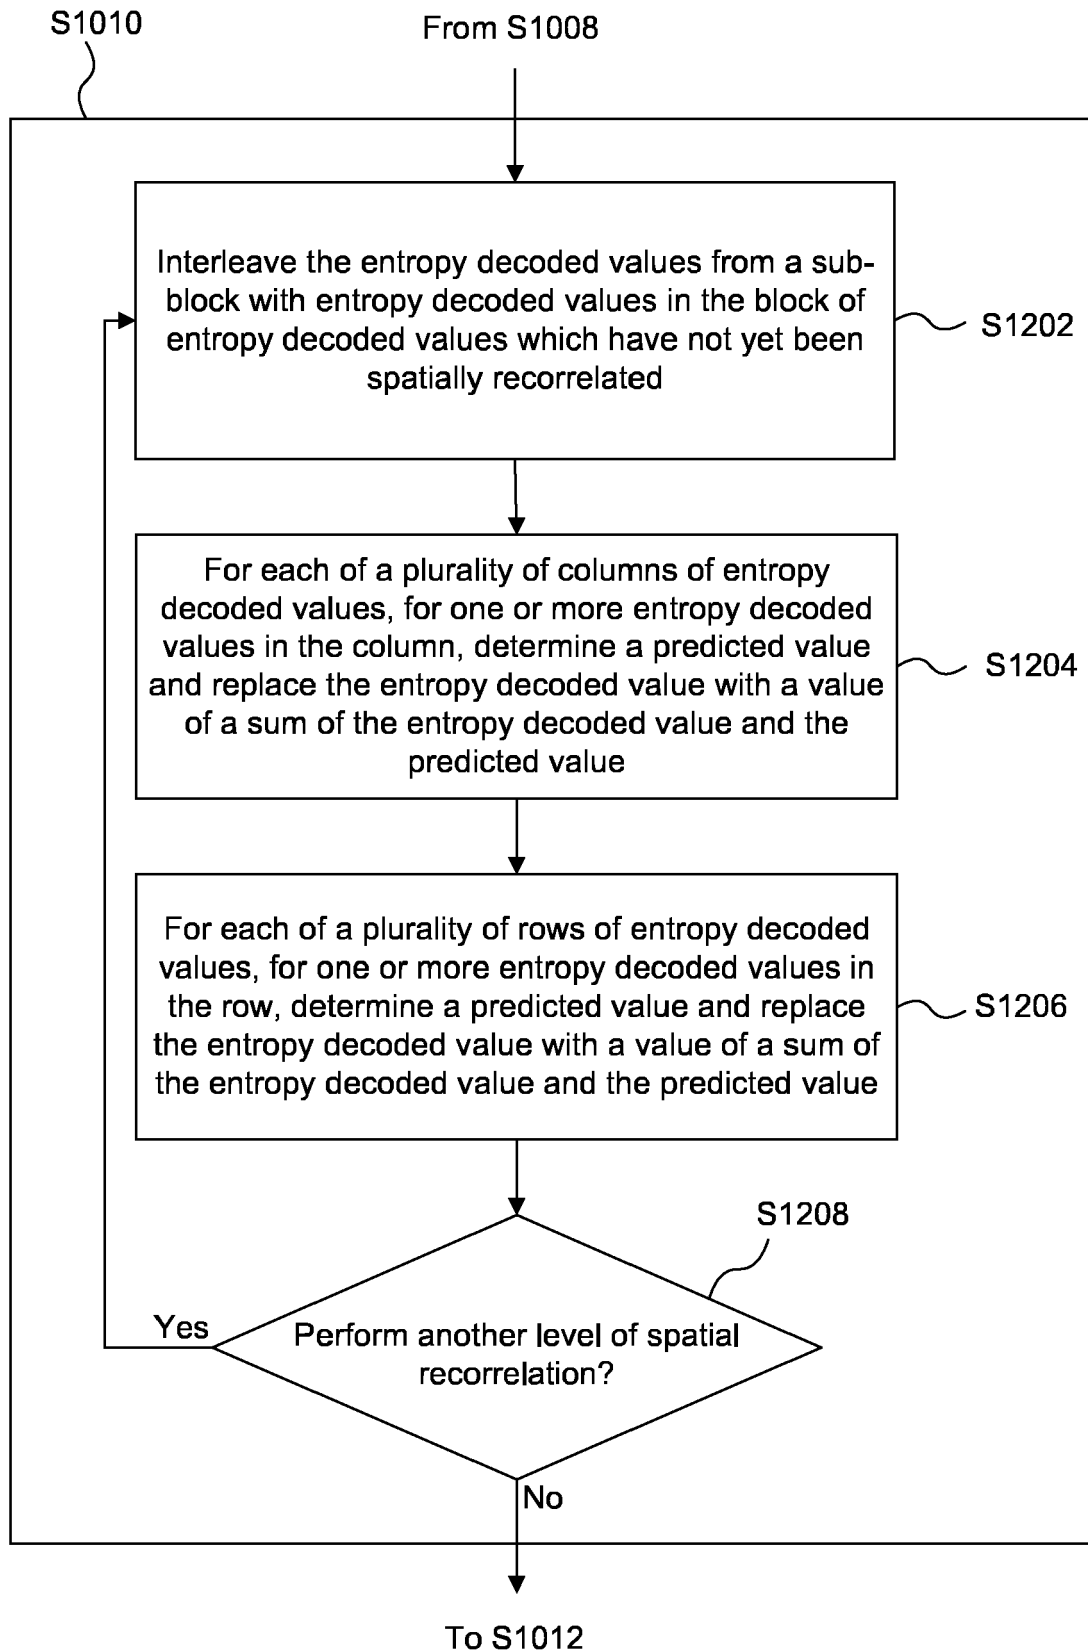 S1010
From S1008
Interleave the entropy decoded values from a sub-
block with entropy decoded values in the block of
entropy decoded values which have not yet been
spatially recorrelated
S1202
For each of a plurality of columns of entropy
decoded values, for one or more entropy decoded
values in the column, determine a predicted value
and replace the entropy decoded value with a value
of a sum of the entropy decoded value and the
predicted value
S1204
For each of a plurality of rows of entropy decoded
values, for one or more entropy decoded values in
the row, determine a predicted value and replace
the entropy decoded value with a value of a sum of
the entropy decoded value and the predicted value
S1206
S1208
Yes
Perform another level of spatial
recorrelation?
No
To S1012